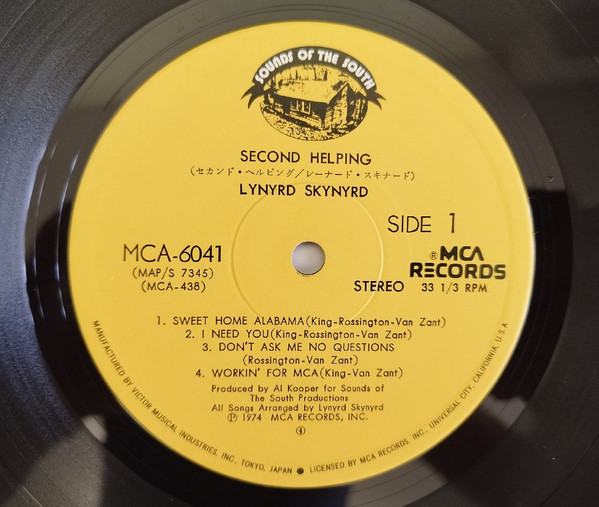 SOUNDS OF THE SOUTH
SECOND HELPING
(セカンド・ヘルピング／レーナード・スキナード)
LYNYRD SKYNYRD
SIDE 1
MCA-6041
(MAP/S 7345)
(MCA-438)
® MCA
RECORDS
STEREO 33 1/3 RPM
1. SWEET HOME ALABAMA(King-Rossington-Van Zant)
2. I NEED YOU(King-Rossington-Van Zant)
3. DON'T ASK ME NO QUESTIONS
(Rossington-Van Zant)
4. WORKIN' FOR MCA(King-Van Zant)
Produced by Al Kooper for Sounds of
The South Productions
All Songs Arranged by Lynyrd Skynyrd
Ⓟ 1974 MCA RECORDS, INC.
MANUFACTURED BY VICTOR MUSICAL INDUSTRIES, INC., TOKYO, JAPAN ● LICENSED BY MCA RECORDS, INC., UNIVERSAL CITY, CALIFORNIA, U.S.A.